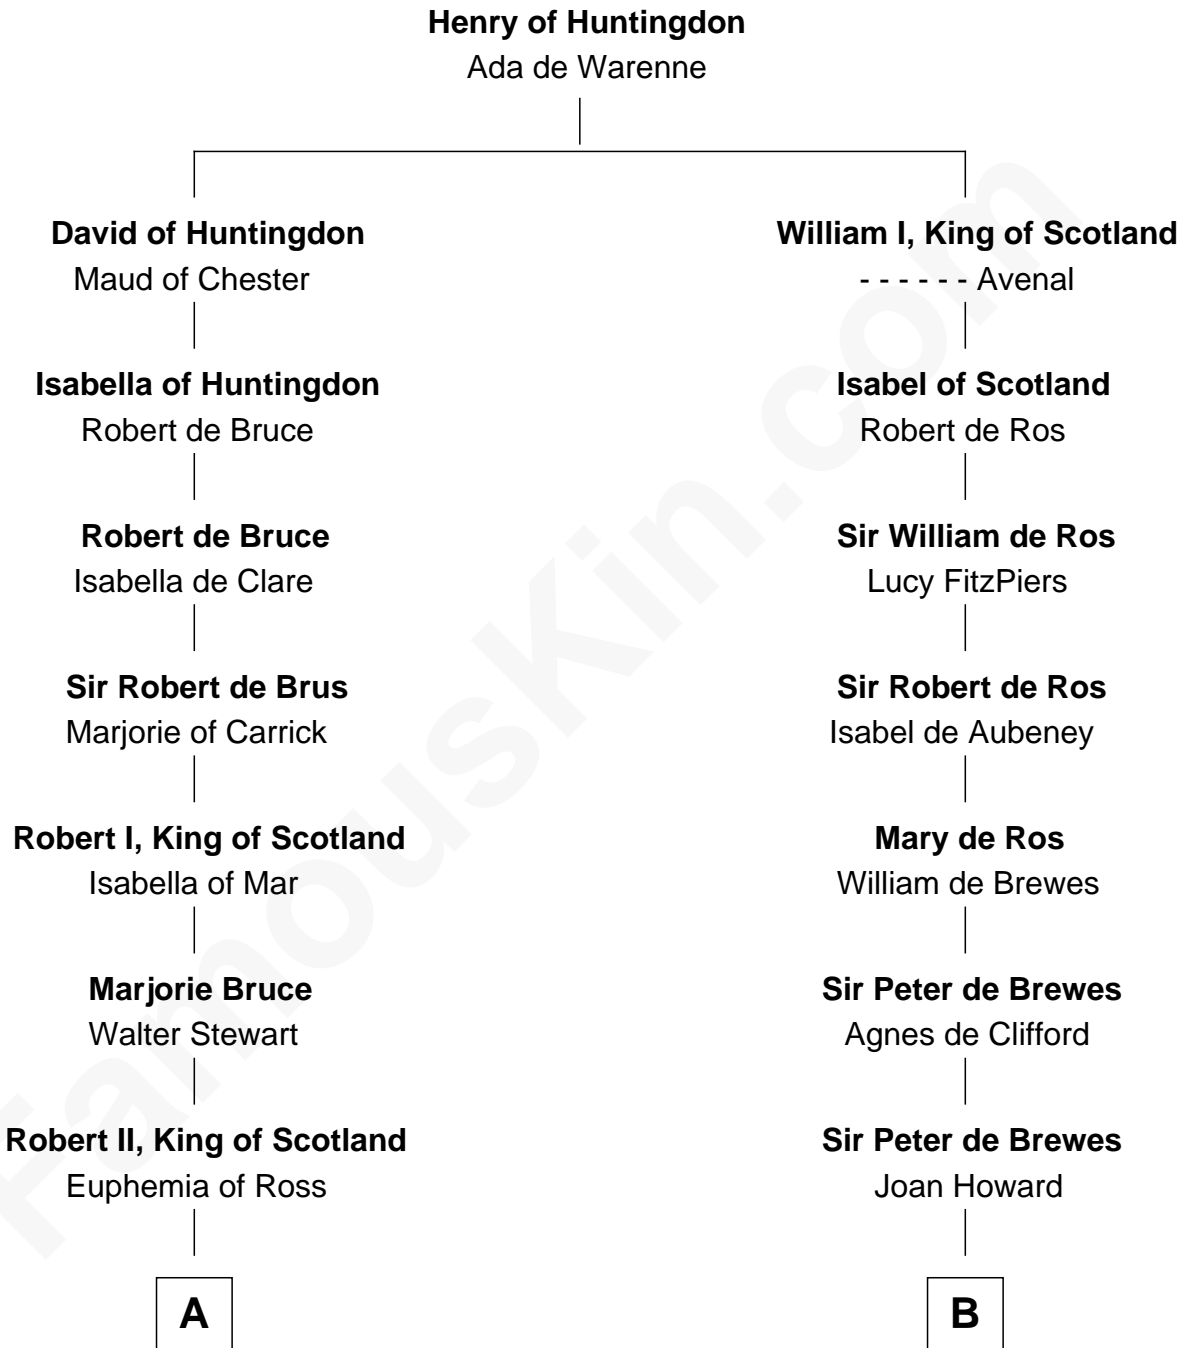 Henry of Huntingdon
Ada de Warenne
David of Huntingdon
Maud of Chester
Isabella of Huntingdon
Robert de Bruce
Robert de Bruce
Isabella de Clare
Sir Robert de Brus
Marjorie of Carrick
Robert I, King of Scotland
Isabella of Mar
Marjorie Bruce
Walter Stewart
Robert II, King of Scotland
Euphemia of Ross
A
William I, King of Scotland
- - - - - - Avenal
Isabel of Scotland
Robert de Ros
Sir William de Ros
Lucy FitzPiers
Sir Robert de Ros
Isabel de Aubeney
Mary de Ros
William de Brewes
Sir Peter de Brewes
Agnes de Clifford
Sir Peter de Brewes
Joan Howard
B
FamousKin.com